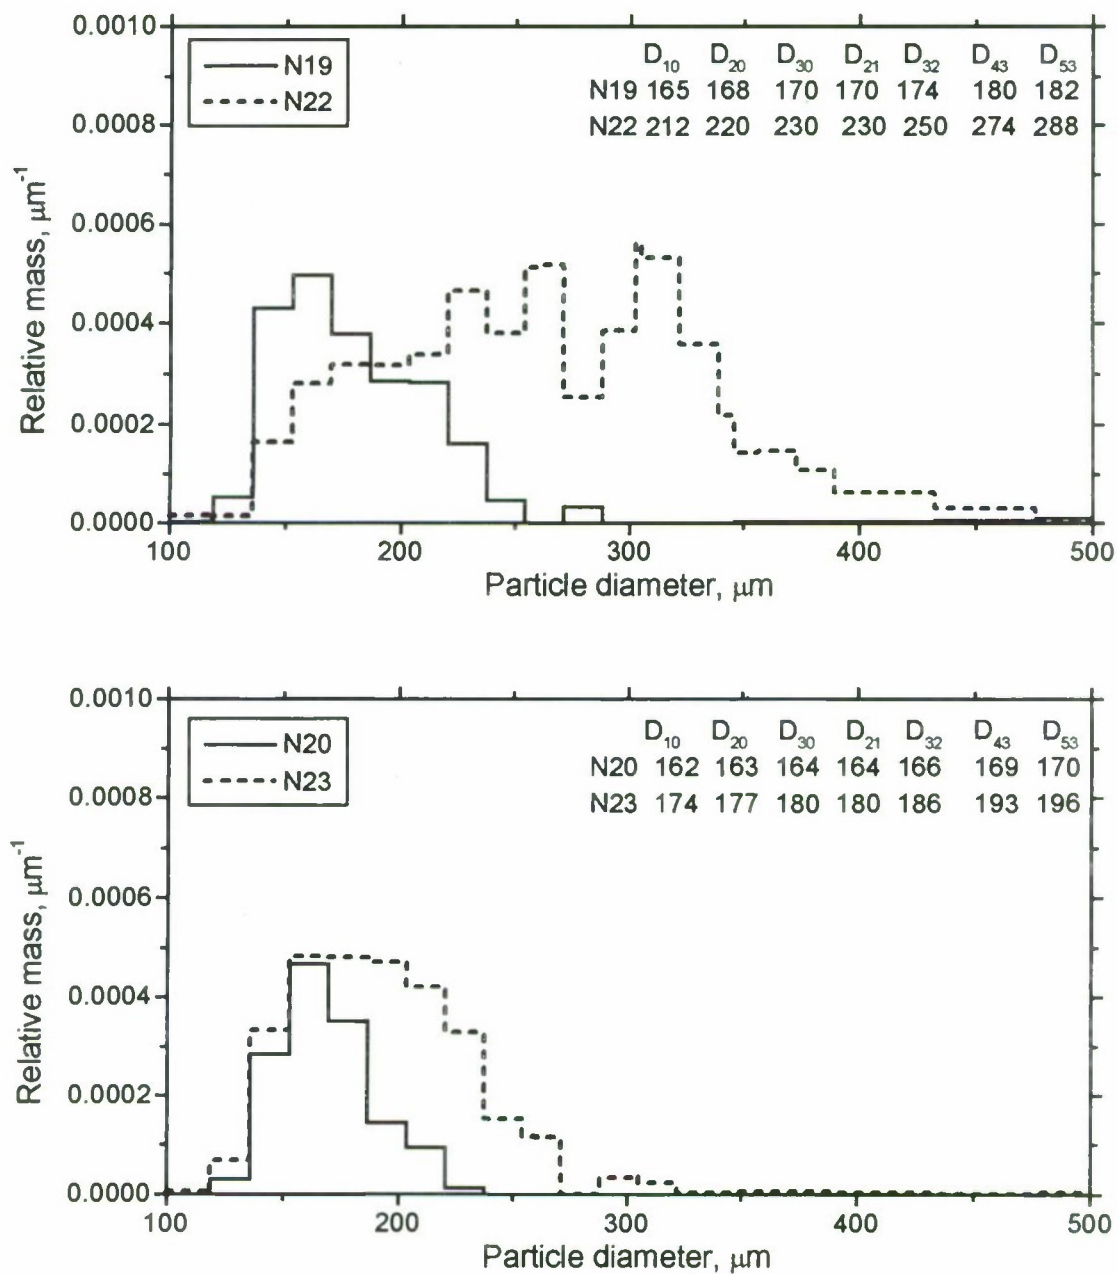 0.0010
0.0008
0.0006
0.0004
0.0002
0.0000
Relative mass, μm⁻¹
N19
N22
D₁₀ D₂₀ D₃₀ D₂₁ D₃₂ D₄₃ D₅₃
N19 165 168 170 170 174 180 182
N22 212 220 230 230 250 274 288
100 200 300 400 500
Particle diameter, μm
0.0010
0.0008
0.0006
0.0004
0.0002
0.0000
Relative mass, μm⁻¹
N20
N23
D₁₀ D₂₀ D₃₀ D₂₁ D₃₂ D₄₃ D₅₃
N20 162 163 164 164 166 169 170
N23 174 177 180 180 186 193 196
100 200 300 400 500
Particle diameter, μm